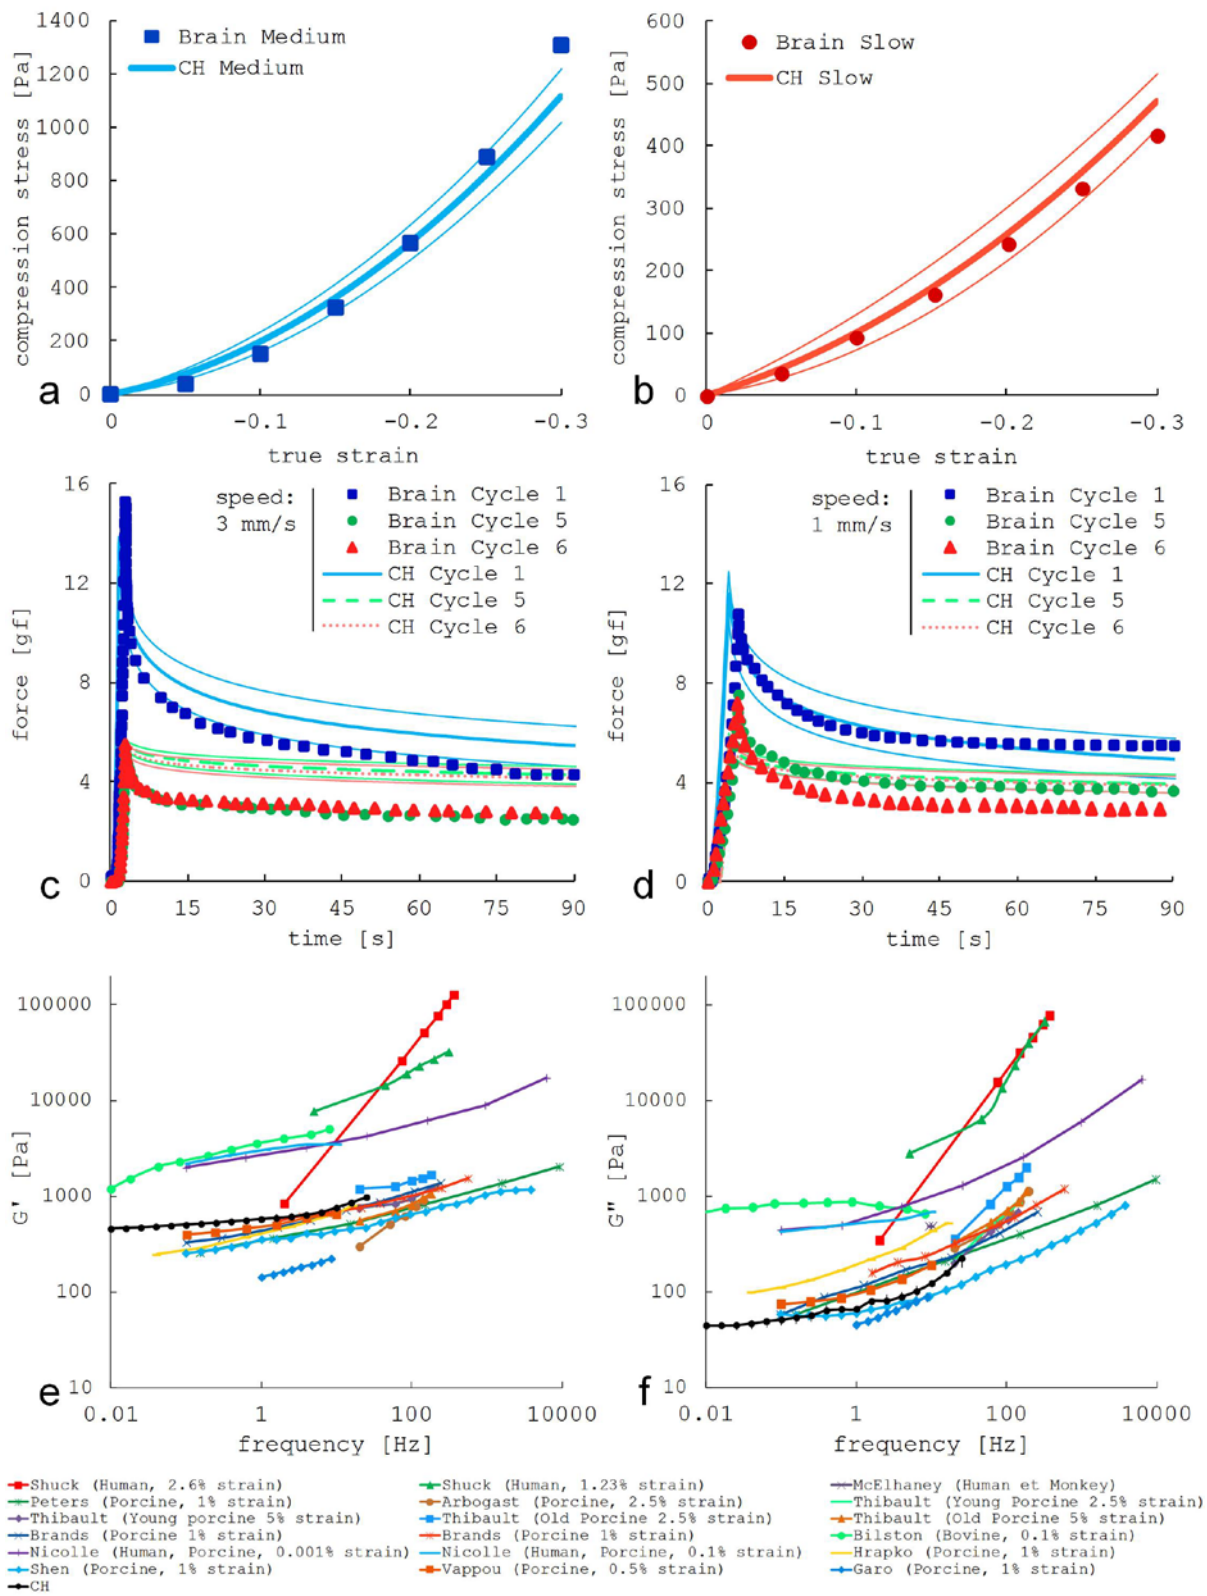 1400
1200
1000
800
600
400
200
0
compression stress [Pa]
Brain Medium
CH Medium
a
0 -0.1 -0.2 -0.3
true strain
600
500
400
300
200
100
0
compression stress [Pa]
Brain Slow
CH Slow
b
0 -0.1 -0.2 -0.3
true strain
16
12
8
4
0
force [gf]
speed:
3 mm/s
Brain Cycle 1
Brain Cycle 5
Brain Cycle 6
CH Cycle 1
CH Cycle 5
CH Cycle 6
c
0 15 30 45 60 75 90
time [s]
16
12
8
4
0
force [gf]
speed:
1 mm/s
Brain Cycle 1
Brain Cycle 5
Brain Cycle 6
CH Cycle 1
CH Cycle 5
CH Cycle 6
d
0 15 30 45 60 75 90
time [s]
100000
10000
1000
100
10
G' [Pa]
e
0.01 1 100 10000
frequency [Hz]
100000
10000
1000
100
10
G" [Pa]
f
0.01 1 100 10000
frequency [Hz]
Shuck (Human, 2.6% strain) Shuck (Human, 1.23% strain) McElhaney (Human et Monkey)
Peters (Porcine, 1% strain) Arbogast (Porcine, 2.5% strain) Thibault (Young Porcine 2.5% strain)
Thibault (Young porcine 5% strain) Thibault (Old Porcine 2.5% strain) Thibault (Old Porcine 5% strain)
Brands (Porcine 1% strain) Brands (Porcine 1% strain) Bilston (Bovine, 0.1% strain)
Nicolle (Human, Porcine, 0.001% strain) Nicolle (Human, Porcine, 0.1% strain) Hrapko (Porcine, 1% strain)
Shen (Porcine, 1% strain) Vappou (Porcine, 0.5% strain) Garo (Porcine, 1% strain)
CH